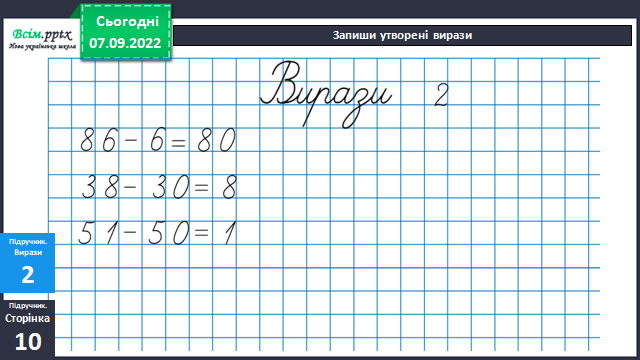 Всім.pptx
Нова українська школа
Сьогодні
07.09.2022
Запиши утворені вирази
Вирази 2
86 - 6 = 80
38 - 30 = 8
51 - 50 = 1
Підручник.
Вирази
2
Підручник.
Сторінка
10